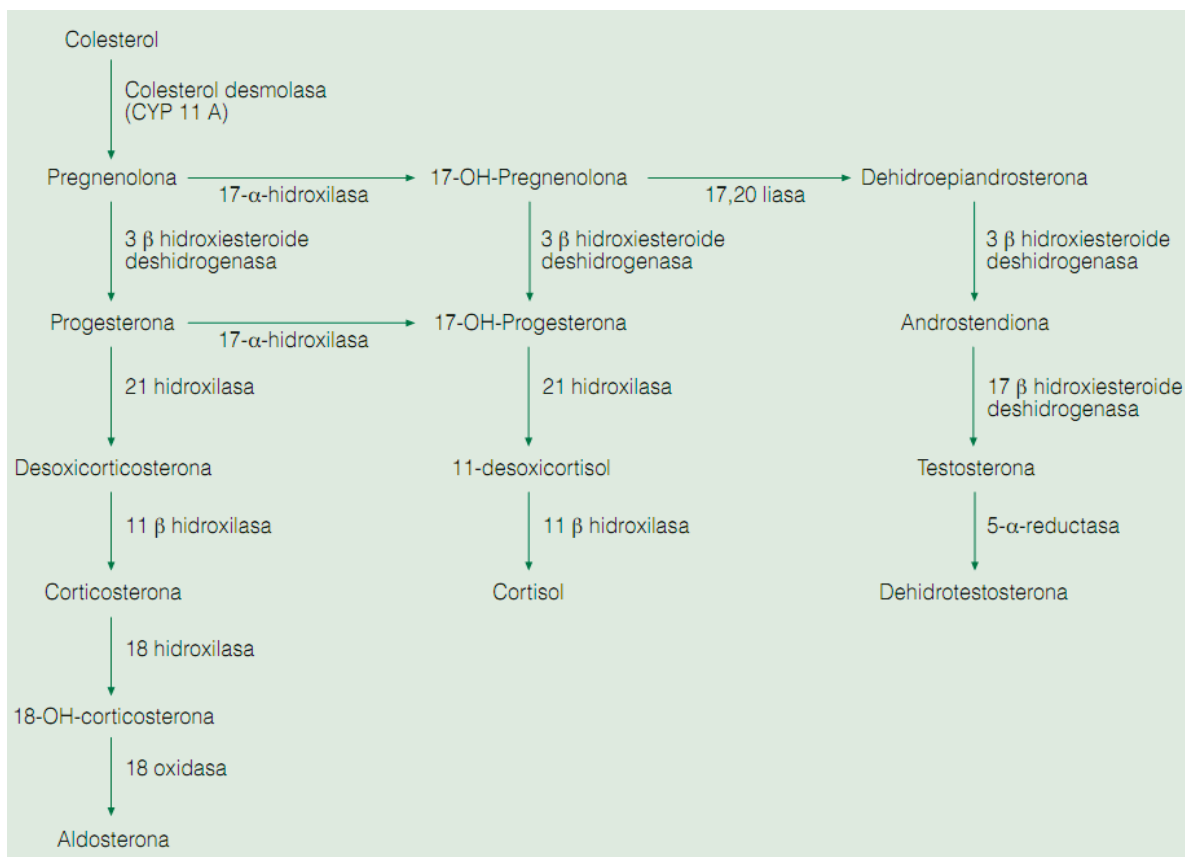 Colesterol
Colesterol desmolasa
(CYP 11 A)
Pregnenolona
17-α-hidroxilasa
17-OH-Pregnenolona
17,20 liasa
Dehidroepiandrosterona
3 β hidroxiesteroide
deshidrogenasa
3 β hidroxiesteroide
deshidrogenasa
3 β hidroxiesteroide
deshidrogenasa
Progesterona
17-α-hidroxilasa
17-OH-Progesterona
Androstendiona
21 hidroxilasa
21 hidroxilasa
17 β hidroxiesteroide
deshidrogenasa
Desoxicorticosterona
11-desoxicortisol
Testosterona
11 β hidroxilasa
11 β hidroxilasa
5-α-reductasa
Corticosterona
Cortisol
Dehidrotestosterona
18 hidroxilasa
18-OH-corticosterona
18 oxidasa
Aldosterona